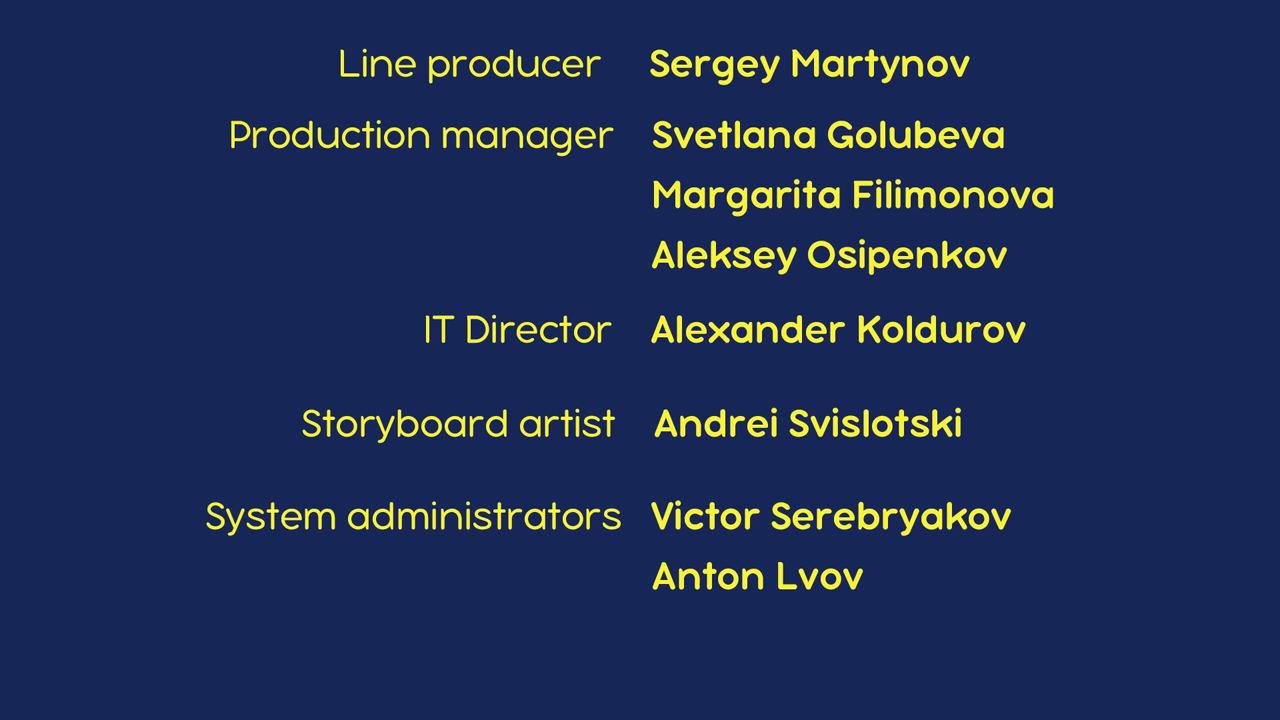 Line producer Sergey Martynov
Production manager Svetlana Golubeva
Margarita Filimonova
Aleksey Osipenkov
IT Director Alexander Koldurov
Storyboard artist Andrei Svislotski
System administrators Victor Serebryakov
Anton Lvov